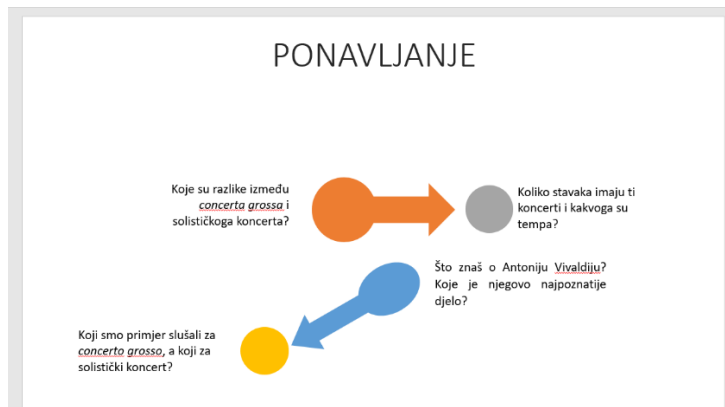 PONAVLJANJE
Koje su razlike između
concerta grossa i
solističkoga koncerta?
Koliko stavaka imaju ti
koncerti i kakvoga su
tempa?
Što znaš o Antoniju Vivaldiju?
Koje je njegovo najpoznatije
djelo?
Koji smo primjer slušali za
concerto grosso, a koji za
solistički koncert?